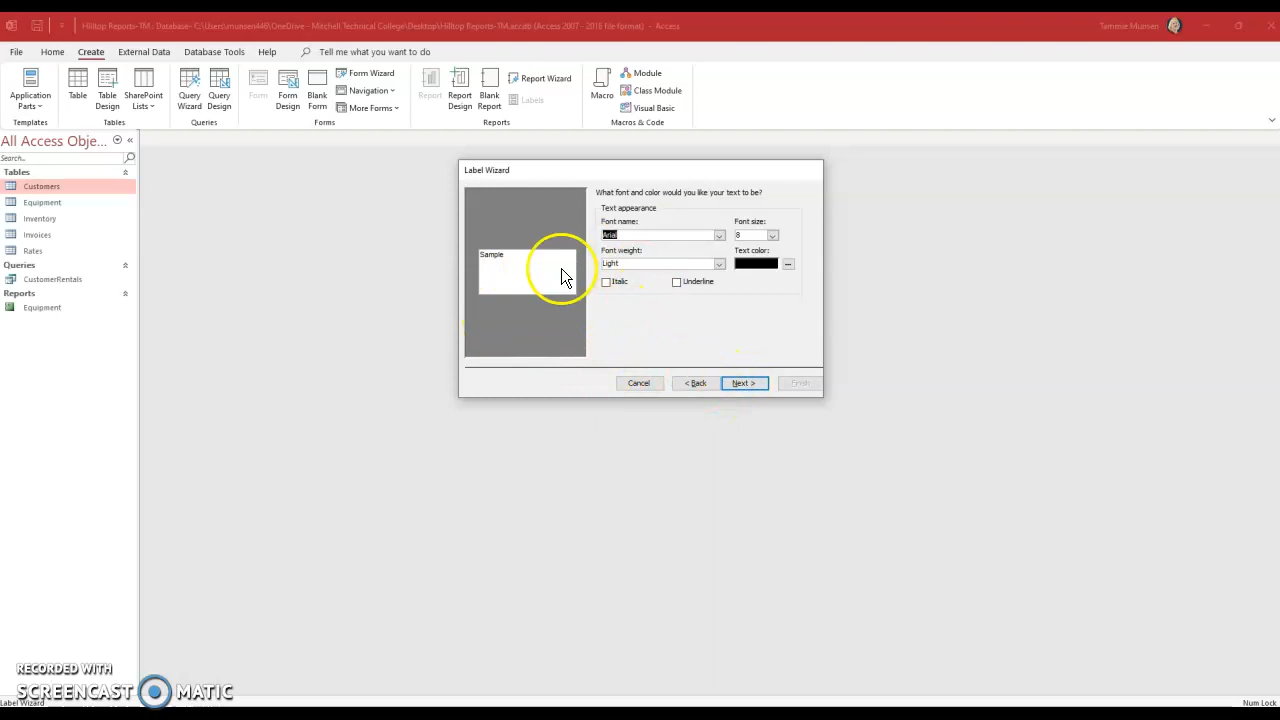 Hilltop Reports-TM : Database- C:\Users\munsen446\OneDrive - Mitchell Technical College\Desktop\Hilltop Reports-TM.accdb (Access 2007 - 2016 file format) - Access
Tammie Munsen
File Home Create External Data Database Tools Help Tell me what you want to do
Application Parts
Templates
Table
Table Design
SharePoint Lists
Tables
Query Wizard
Query Design
Queries
Form
Form Design
Blank Form
Form Wizard
Navigation
More Forms
Forms
Report
Report Design
Blank Report
Report Wizard
Labels
Reports
Macro
Module
Class Module
Visual Basic
Macros & Code
All Access Obje...
Search...
Tables
Customers
Equipment
Inventory
Invoices
Rates
Queries
CustomerRentals
Reports
Equipment
Label Wizard
Sample
What font and color would you like your text to be?
Text appearance
Font name: Font size:
Arial 8
Font weight: Text color:
Light
Italic Underline
Cancel < Back Next > Finish
RECORDED WITH
SCREENCAST MATIC
Label Wizard Num Lock